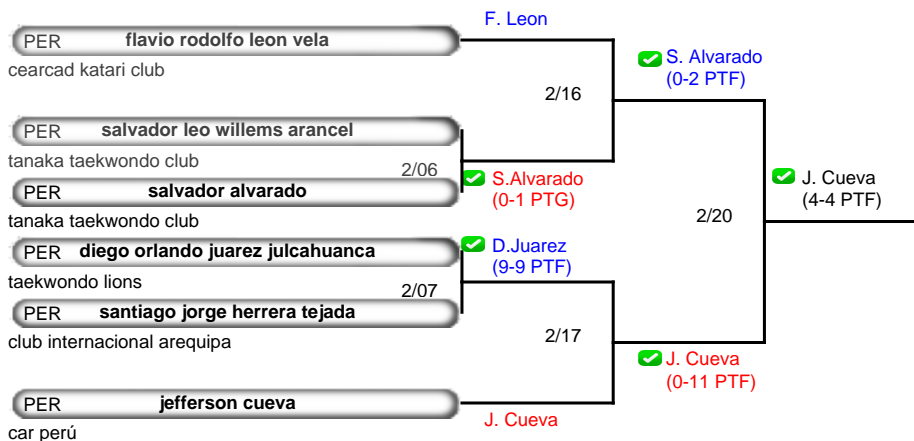 F. Leon
PER flavio rodolfo leon vela
cearcad katari club
S. Alvarado
(0-2 PTF)
2/16
PER salvador leo willems arancel
tanaka taekwondo club
2/06
S.Alvarado
(0-1 PTG)
PER salvador alvarado
tanaka taekwondo club
J. Cueva
(4-4 PTF)
2/20
PER diego orlando juarez julcahuanca
taekwondo lions
D.Juarez
(9-9 PTF)
2/07
PER santiago jorge herrera tejada
club internacional arequipa
2/17
J. Cueva
(0-11 PTF)
PER jefferson cueva
car perú
J. Cueva